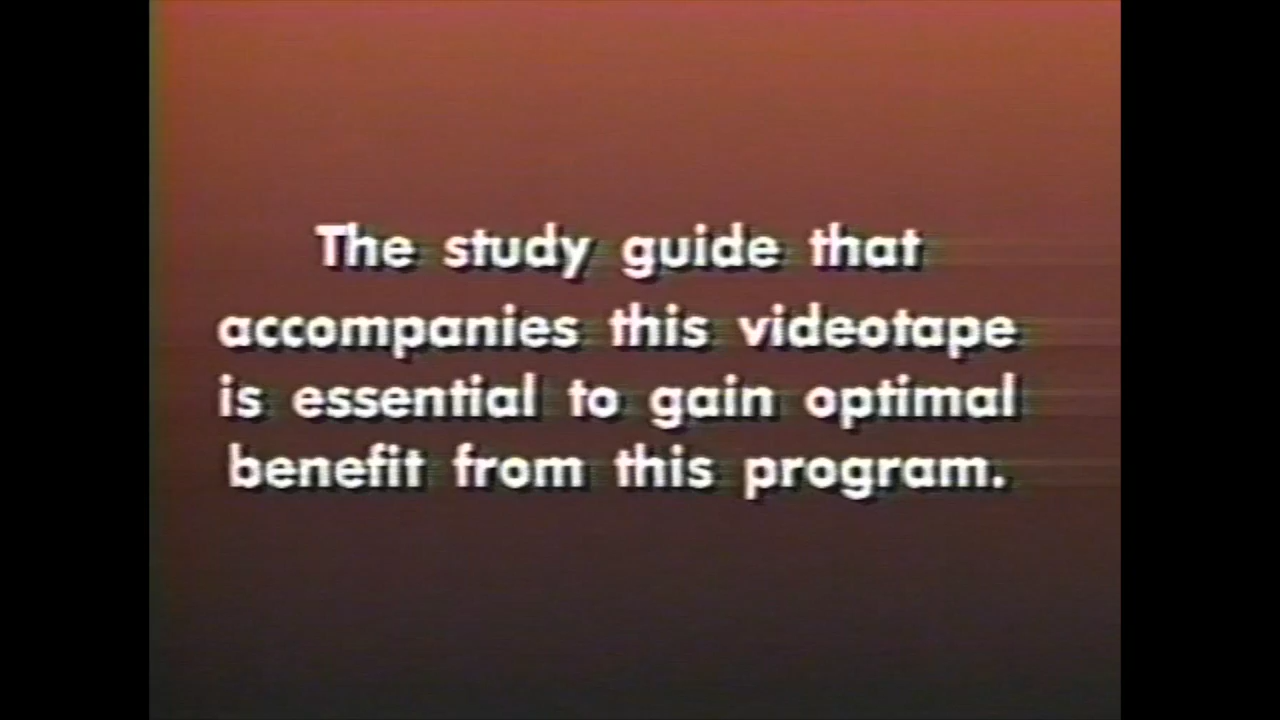 The study guide that
accompanies this videotape
is essential to gain optimal
benefit from this program.